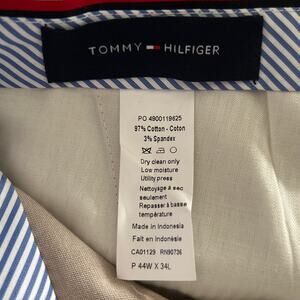 TOMMY HILFIGER
PO 4900119625
97% Cotton - Coton
3% Spandex
Dry clean only
Low moisture
Utility press
Nettoyage à sec
seulement
Repasser à basse
température
Made in Indonesia
Fait en Indonésie
CA01129 RN90736
P 44W X 34L